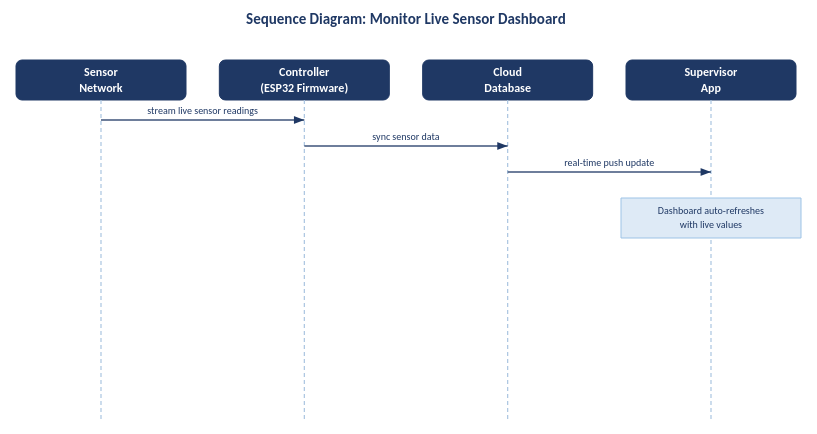 Sequence Diagram: Monitor Live Sensor Dashboard
Sensor
Network
Controller
(ESP32 Firmware)
Cloud
Database
Supervisor
App
stream live sensor readings
sync sensor data
real-time push update
Dashboard auto-refreshes
with live values